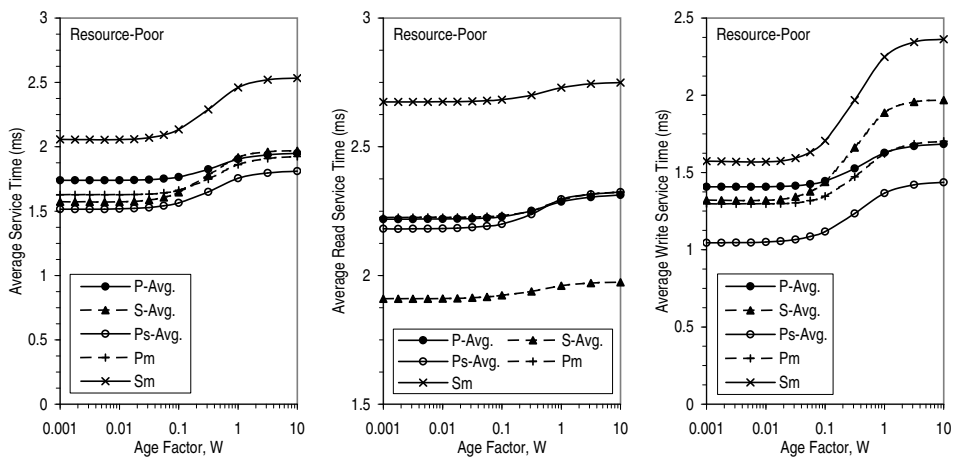 Resource-Poor
Average Service Time (ms)
3
2.5
2
1.5
1
0.5
0
0.001 0.01 0.1 1 10
Age Factor, W
P-Avg.
S-Avg.
Ps-Avg.
Pm
Sm
Resource-Poor
Average Read Service Time (ms)
3
2.5
2
1.5
0.001 0.01 0.1 1 10
Age Factor, W
P-Avg. S-Avg.
Ps-Avg. Pm
Sm
Resource-Poor
Average Write Service Time (ms)
2.5
2
1.5
1
0.5
0
0.001 0.01 0.1 1 10
Age Factor, W
P-Avg.
S-Avg.
Ps-Avg.
Pm
Sm